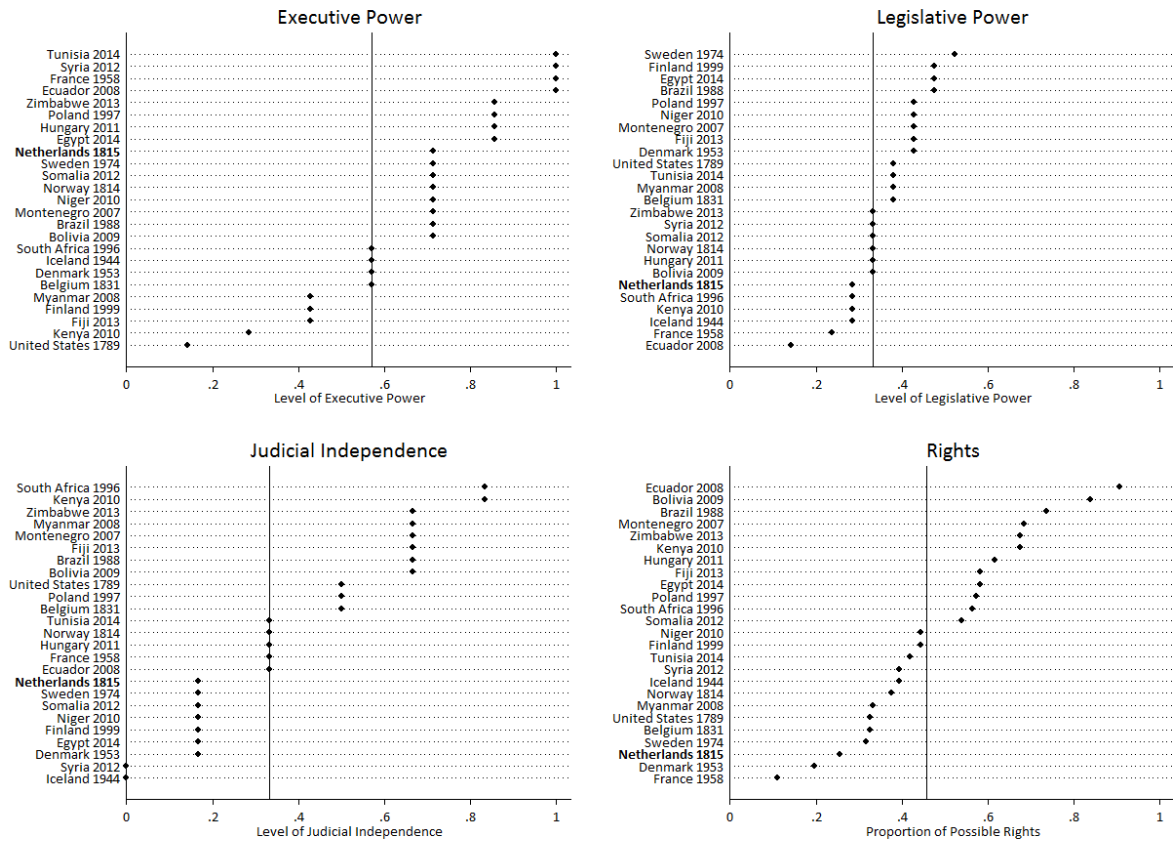 Executive Power
Tunisia 2014
Syria 2012
France 1958
Ecuador 2008
Zimbabwe 2013
Poland 1997
Hungary 2011
Egypt 2014
Netherlands 1815
Sweden 1974
Somalia 2012
Norway 1814
Niger 2010
Montenegro 2007
Brazil 1988
Bolivia 2009
South Africa 1996
Iceland 1944
Denmark 1953
Belgium 1831
Myanmar 2008
Finland 1999
Fiji 2013
Kenya 2010
United States 1789
0 .2 .4 .6 .8 1
Level of Executive Power
Legislative Power
Sweden 1974
Finland 1999
Egypt 2014
Brazil 1988
Poland 1997
Niger 2010
Montenegro 2007
Fiji 2013
Denmark 1953
United States 1789
Tunisia 2014
Myanmar 2008
Belgium 1831
Zimbabwe 2013
Syria 2012
Somalia 2012
Norway 1814
Hungary 2011
Bolivia 2009
Netherlands 1815
South Africa 1996
Kenya 2010
Iceland 1944
France 1958
Ecuador 2008
0 .2 .4 .6 .8 1
Level of Legislative Power
Judicial Independence
South Africa 1996
Kenya 2010
Zimbabwe 2013
Myanmar 2008
Montenegro 2007
Fiji 2013
Brazil 1988
Bolivia 2009
United States 1789
Poland 1997
Belgium 1831
Tunisia 2014
Norway 1814
Hungary 2011
France 1958
Ecuador 2008
Netherlands 1815
Sweden 1974
Somalia 2012
Niger 2010
Finland 1999
Egypt 2014
Denmark 1953
Syria 2012
Iceland 1944
0 .2 .4 .6 .8 1
Level of Judicial Independence
Rights
Ecuador 2008
Bolivia 2009
Brazil 1988
Montenegro 2007
Zimbabwe 2013
Kenya 2010
Hungary 2011
Fiji 2013
Egypt 2014
Poland 1997
South Africa 1996
Somalia 2012
Niger 2010
Finland 1999
Tunisia 2014
Syria 2012
Iceland 1944
Norway 1814
Myanmar 2008
United States 1789
Belgium 1831
Sweden 1974
Netherlands 1815
Denmark 1953
France 1958
0 .2 .4 .6 .8 1
Proportion of Possible Rights